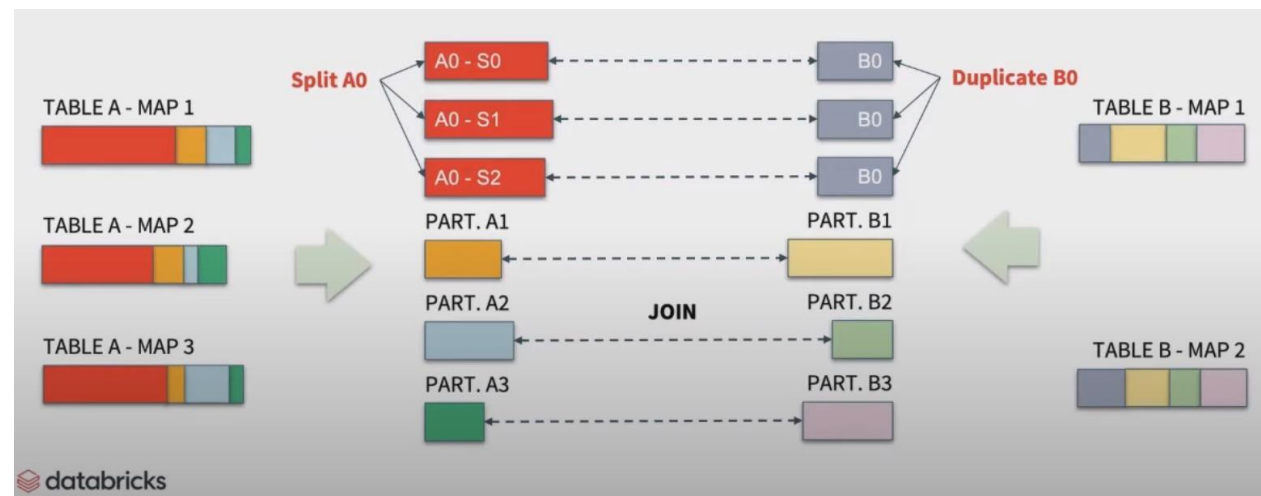 Split A0
A0 - S0
B0
Duplicate B0
TABLE A - MAP 1
A0 - S1
B0
TABLE B - MAP 1
A0 - S2
B0
TABLE A - MAP 2
PART. A1
PART. B1
PART. A2
JOIN
PART. B2
TABLE A - MAP 3
PART. A3
PART. B3
TABLE B - MAP 2
databricks